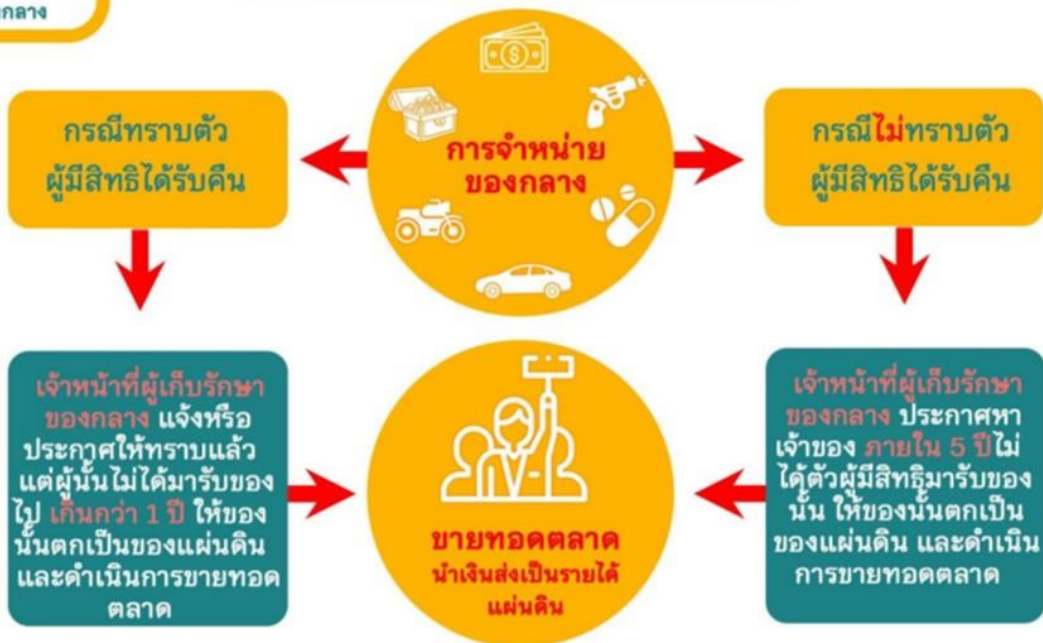 กลาง
การจำหน่าย
ของกลาง
กรณีทราบตัว
ผู้มีสิทธิได้รับคืน
กรณีไม่ทราบตัว
ผู้มีสิทธิได้รับคืน
เจ้าหน้าที่ผู้เก็บรักษา
ของกลาง แจ้งหรือ
ประกาศให้ทราบแล้ว
แต่ผู้นั้นไม่ได้มารับของ
ไป เกินกว่า 1 ปี ให้ของ
นั้นตกเป็นของแผ่นดิน
และดำเนินการขายทอด
ตลาด
ขายทอดตลาด
นำเงินส่งเป็นรายได้
แผ่นดิน
เจ้าหน้าที่ผู้เก็บรักษา
ของกลาง ประกาศหา
เจ้าของ ภายใน 5 ปีไม่
ได้ตัวผู้มีสิทธิมารับของ
นั้น ให้ของนั้นตกเป็น
ของแผ่นดิน และดำเนิน
การขายทอดตลาด